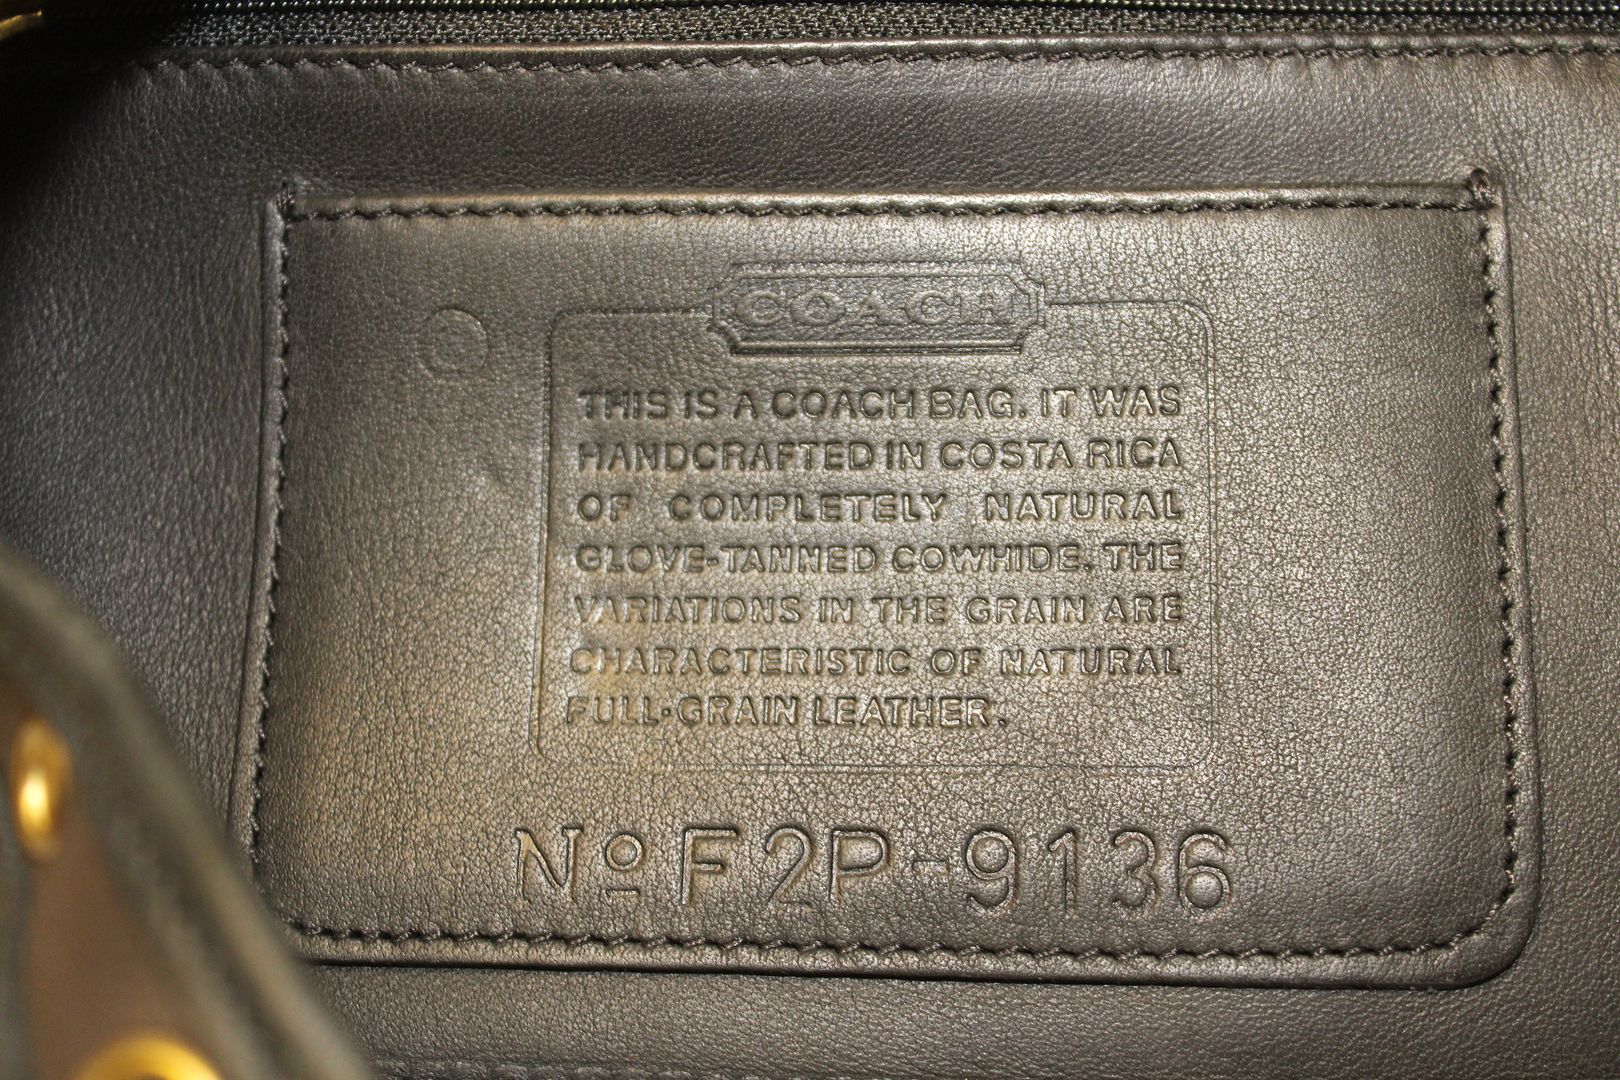 COACH
THIS IS A COACH BAG. IT WAS
HANDCRAFTED IN COSTA RICA
OF COMPLETELY NATURAL
GLOVE-TANNED COWHIDE. THE
VARIATIONS IN THE GRAIN ARE
CHARACTERISTIC OF NATURAL
FULL-GRAIN LEATHER.
No F2P-9136